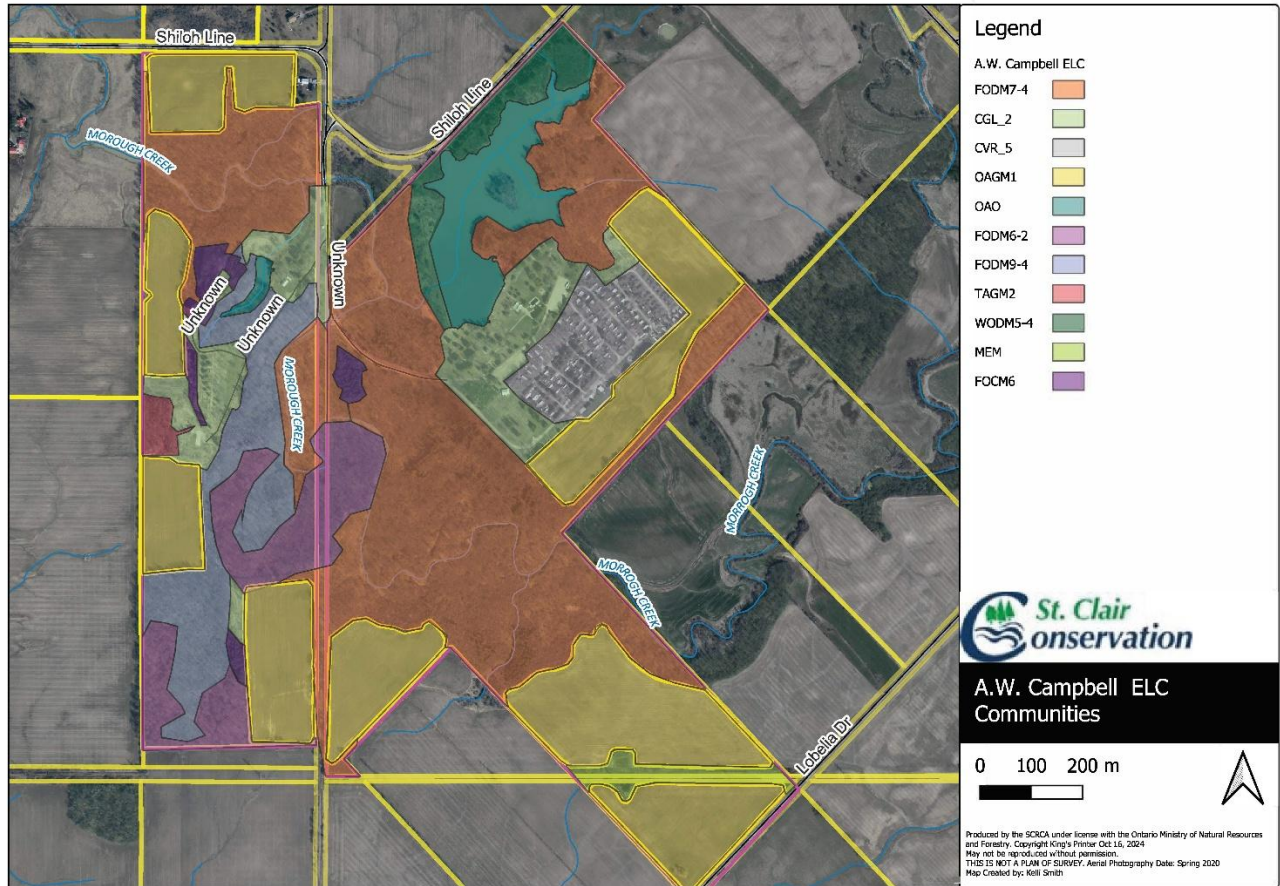 Shiloh Line
MOROUGH CREEK
Shiloh Line
Unknown
Unknown
Unknown
MOROUGH CREEK
MORROGH CREEK
MORROGH CREEK
Lobelia Dr
Legend
A.W. Campbell ELC
FODM7-4
CGL_2
CVR_5
OAGM1
OAO
FODM6-2
FODM9-4
TAGM2
WODM5-4
MEM
FOCM6
St. Clair
Conservation
A.W. Campbell ELC
Communities
0 100 200 m
Produced by the SCRCA under license with the Ontario Ministry of Natural Resources
and Forestry. Copyright King's Printer Oct 16, 2024
May not be reproduced without permission.
THIS IS NOT A PLAN OF SURVEY. Aerial Photography Date: Spring 2020
Map Created by: Kelli Smith